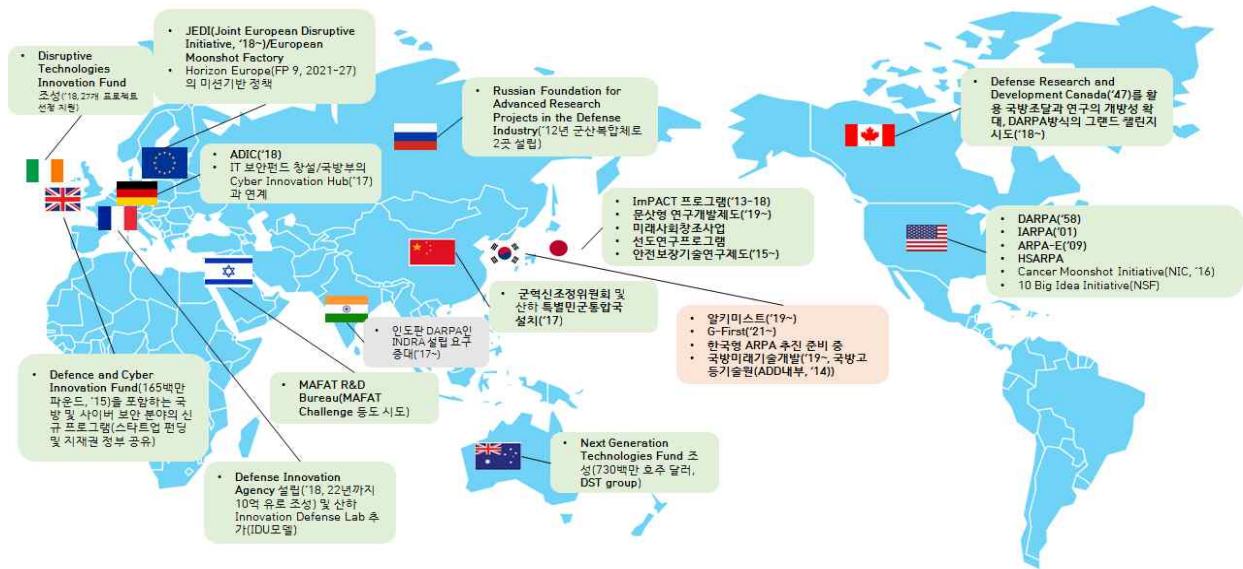 • JEDI(Joint European Disruptive
Initiative, ‘18~)/European
Moonshot Factory
• Horizon Europe(FP 9, 2021-27)
의 미션기반 정책
• Disruptive
Technologies
Innovation Fund
조성(‘18, 27개 프로젝트
선정 지원)
• ADIC(‘18)
• IT 보안펀드 창설/국방부의
Cyber Innovation Hub(‘17)
과 연계
• Russian Foundation for
Advanced Research
Projects in the Defense
Industry(‘12년 군산복합체로
2곳 설립)
• Defense Research and
Development Canada(‘47)를 활
용 국방조달과 연구의 개방성 확
대, DARPA방식의 그랜드 챌린지
시도(‘18~)
• ImPACT 프로그램(‘13-18)
• 문샷형 연구개발제도(‘19~)
• 미래사회창조사업
• 선도연구프로그램
• 안전보장기술연구제도(‘15~)
• DARPA(‘58)
• IARPA(‘01)
• ARPA-E(‘09)
• HSARPA
• Cancer Moonshot Initiative(NIC, ‘16)
• 10 Big Idea Initiative(NSF)
• 군혁신조정위원회 및
산하 특별민군통합국
설치(‘17)
• 인도판 DARPA인
INDRA 설립 요구
증대(‘17~)
• 알키미스트(‘19~)
• G-First(‘21~)
• 한국형 ARPA 추진 준비 중
• 국방미래기술개발(‘19~, 국방고
등기술원(ADD내부, ‘14))
• Defence and Cyber
Innovation Fund(165백만
파운드, ‘15)을 포함하는 국
방 및 사이버 보안 분야의 신
규 프로그램(스타트업 펀딩
및 지재권 정부 공유)
• MAFAT R&D
Bureau(MAFAT
Challenge 등도 시도)
• Next Generation
Technologies Fund 조
성(730백만 호주 달러,
DST group)
• Defense Innovation
Agency 설립(‘18, 22년까지
10억 유로 조성) 및 산하
Innovation Defense Lab 추
가(IDU모델)